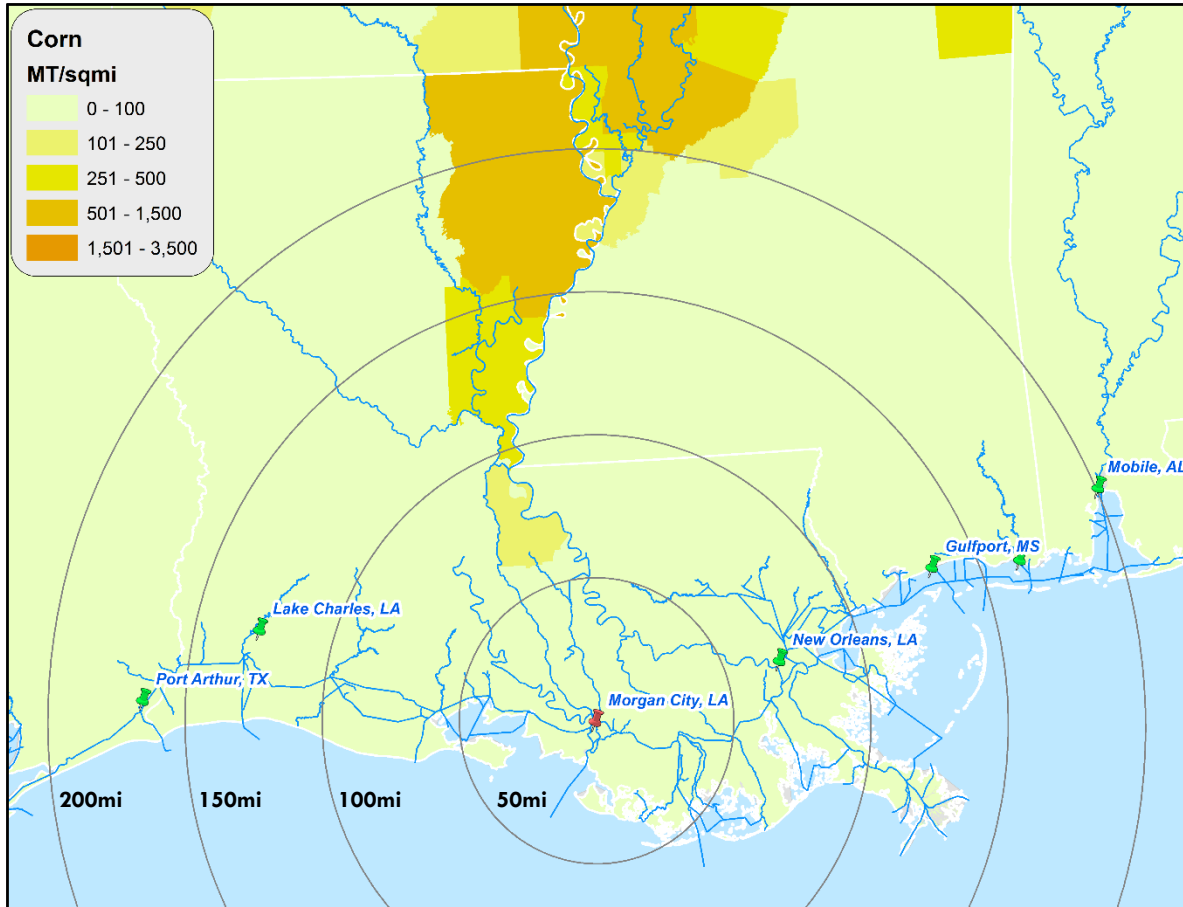 Corn
MT/sqmi
0 - 100
101 - 250
251 - 500
501 - 1,500
1,501 - 3,500
Mobile, AL
Gulfport, MS
Lake Charles, LA
New Orleans, LA
Port Arthur, TX
Morgan City, LA
200mi
150mi
100mi
50mi